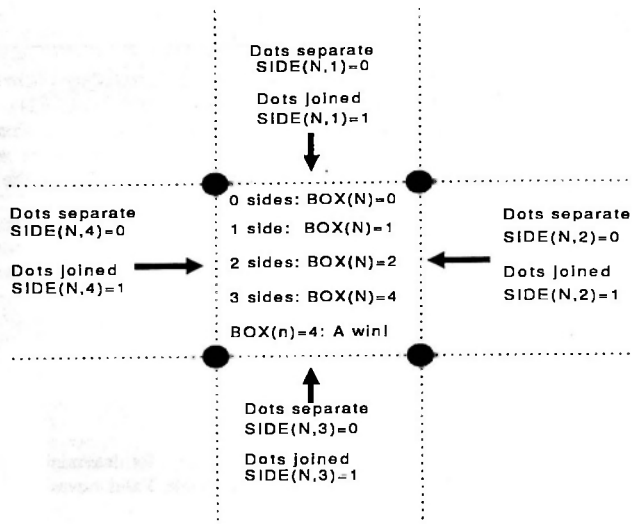 Dots separate
SIDE(N,1)=0
Dots joined
SIDE(N,1)=1
0 sides: BOX(N)=0
1 side: BOX(N)=1
2 sides: BOX(N)=2
3 sides: BOX(N)=4
BOX(n)=4: A win!
Dots separate
SIDE(N,4)=0
Dots joined
SIDE(N,4)=1
Dots separate
SIDE(N,2)=0
Dots joined
SIDE(N,2)=1
Dots separate
SIDE(N,3)=0
Dots joined
SIDE(N,3)=1